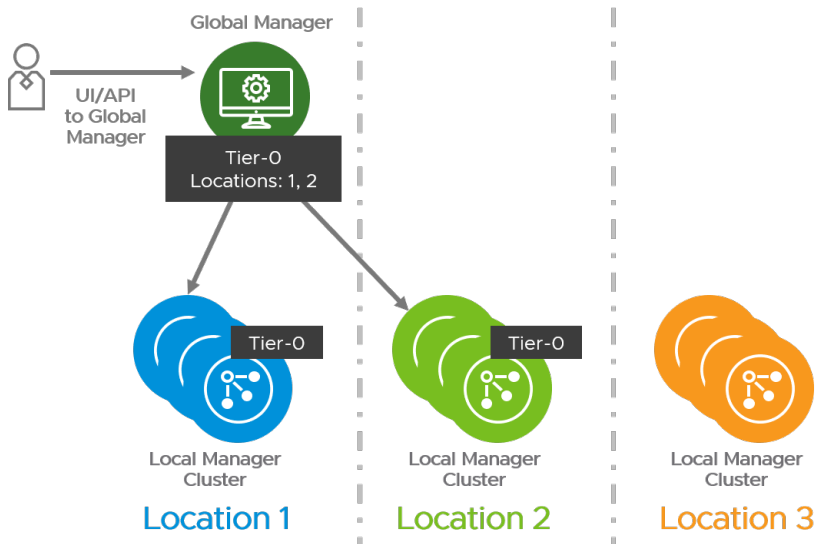 Global Manager
UI/API
to Global
Manager
Tier-0
Locations: 1, 2
Tier-0
Tier-0
Local Manager
Cluster
Local Manager
Cluster
Local Manager
Cluster
Location 1
Location 2
Location 3